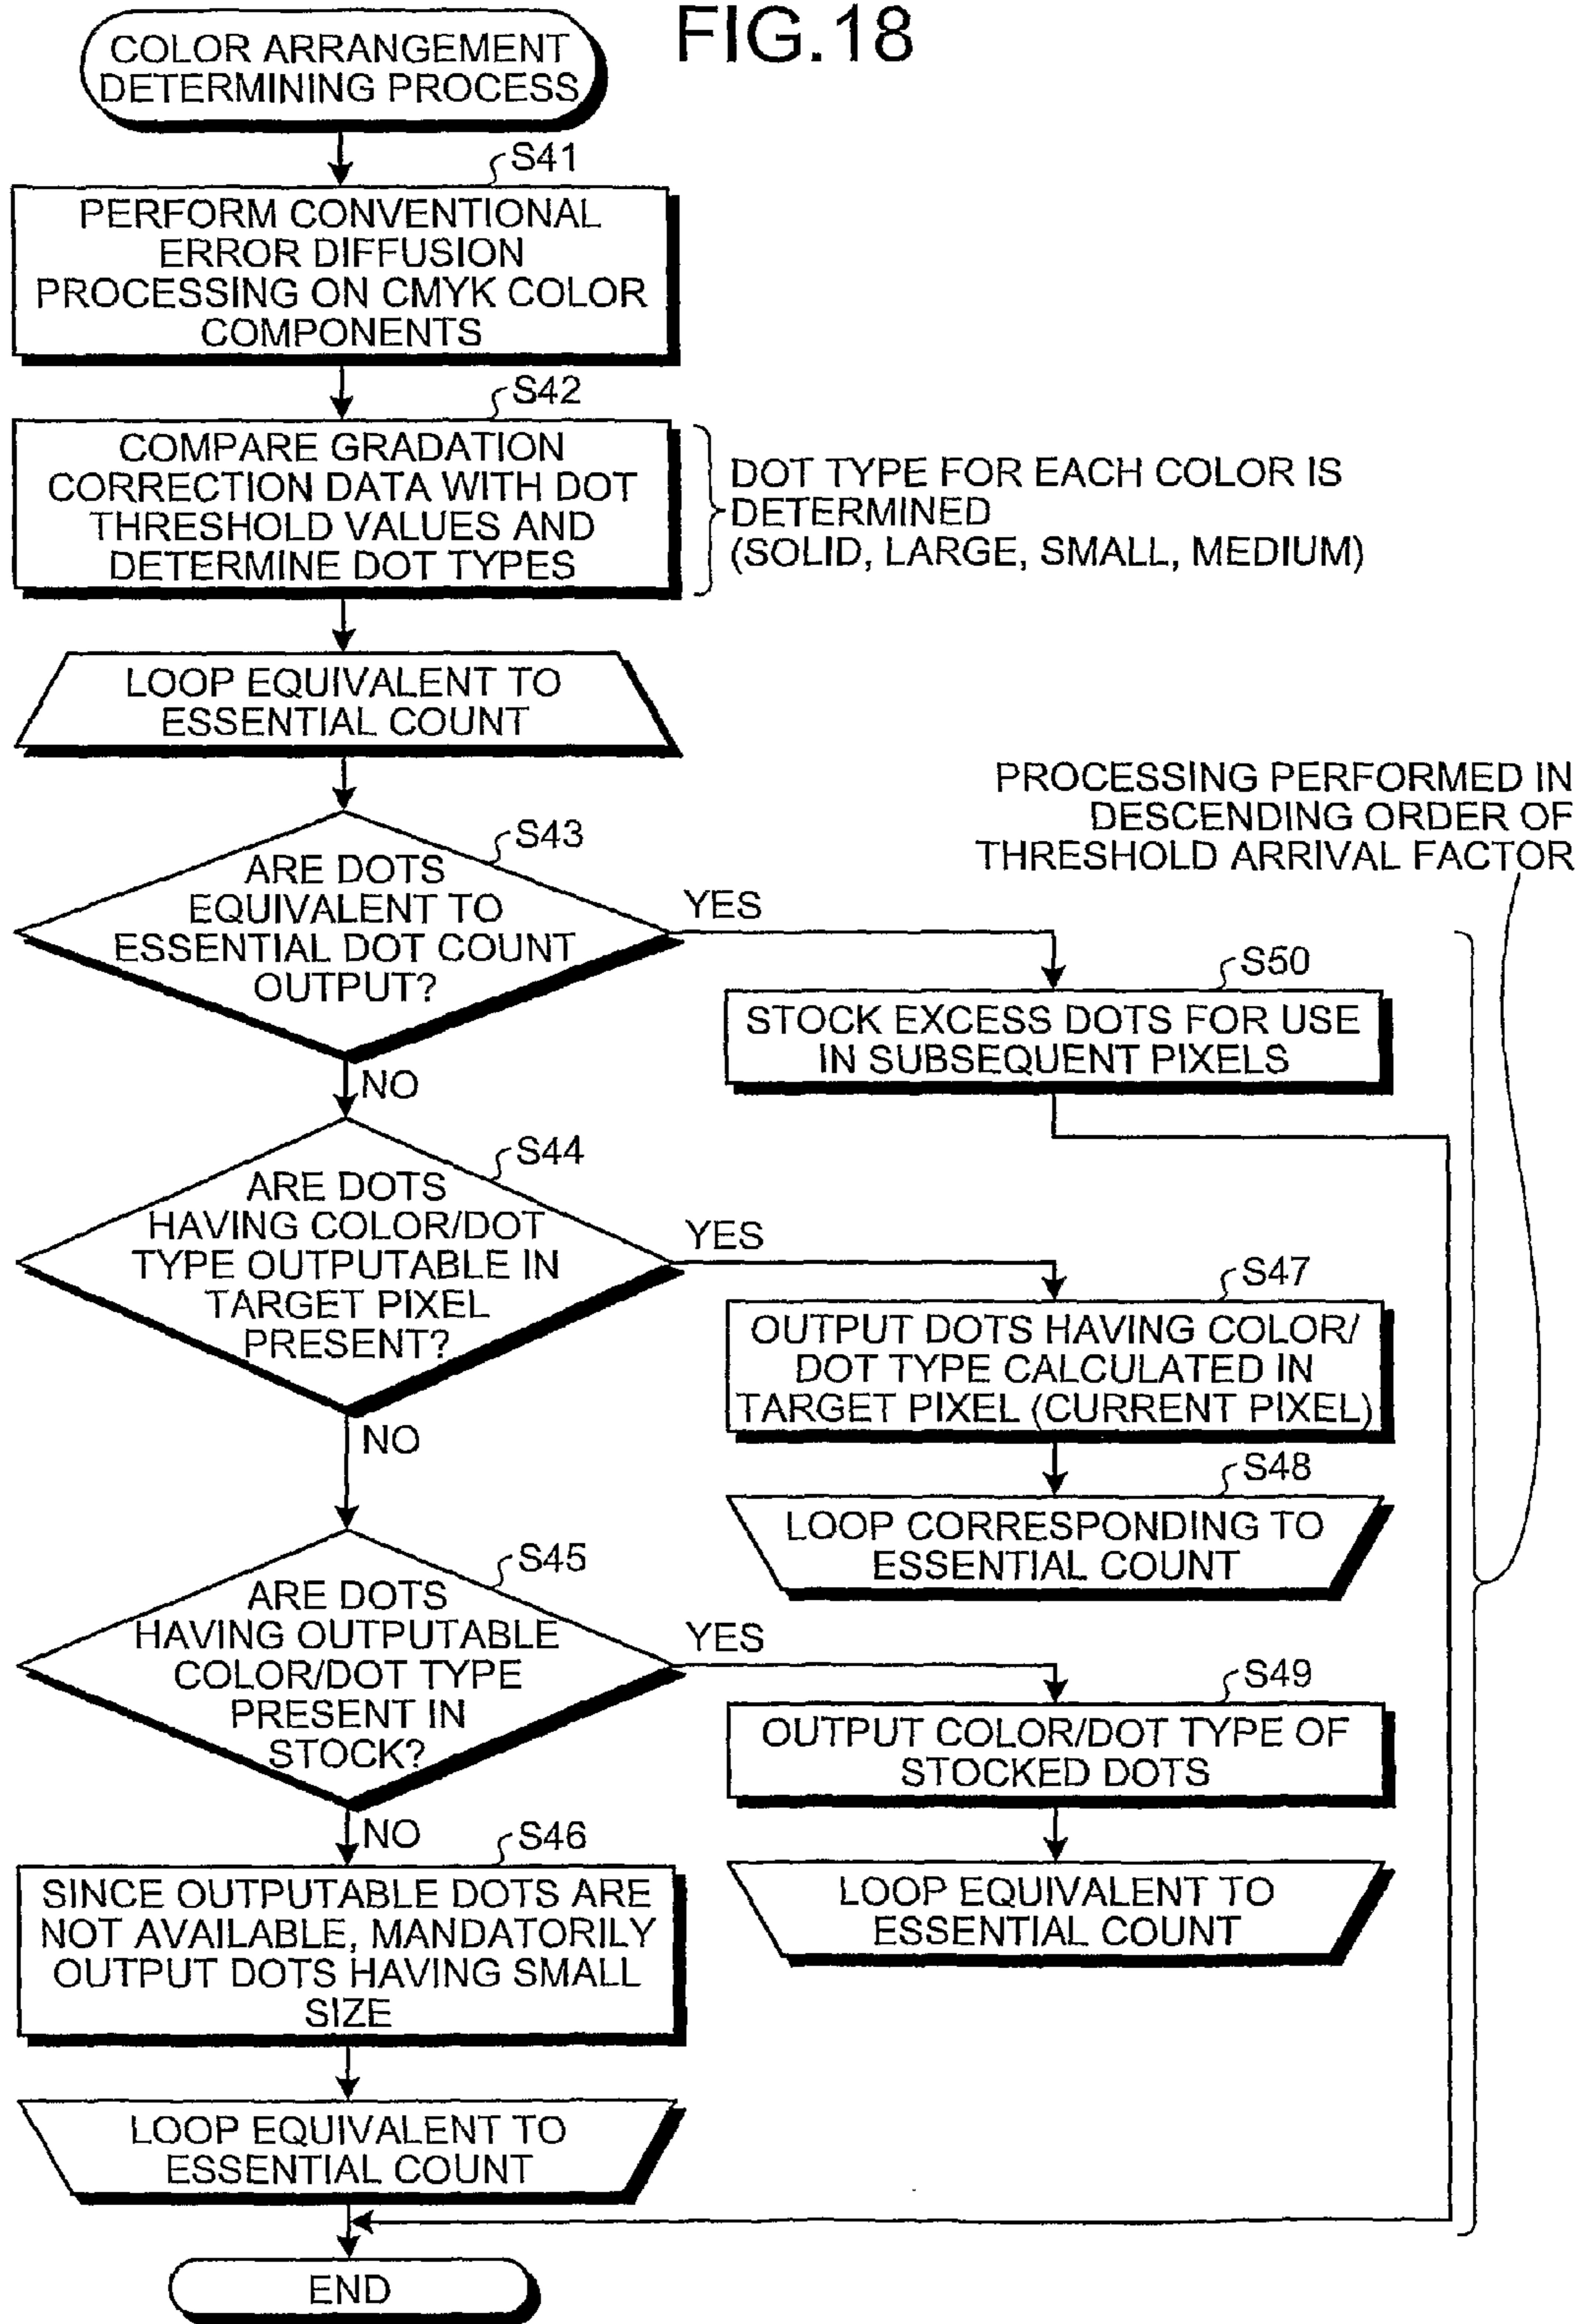 FIG.18
COLOR ARRANGEMENT
DETERMINING PROCESS
S41
PERFORM CONVENTIONAL
ERROR DIFFUSION
PROCESSING ON CMYK COLOR
COMPONENTS
S42
COMPARE GRADATION
CORRECTION DATA WITH DOT
THRESHOLD VALUES AND
DETERMINE DOT TYPES
DOT TYPE FOR EACH COLOR IS
DETERMINED
(SOLID, LARGE, SMALL, MEDIUM)
LOOP EQUIVALENT TO
ESSENTIAL COUNT
PROCESSING PERFORMED IN
DESCENDING ORDER OF
THRESHOLD ARRIVAL FACTOR
S43
ARE DOTS
EQUIVALENT TO
ESSENTIAL DOT COUNT
OUTPUT?
YES
S50
STOCK EXCESS DOTS FOR USE
IN SUBSEQUENT PIXELS
NO
S44
ARE DOTS
HAVING COLOR/DOT
TYPE OUTPUTABLE IN
TARGET PIXEL
PRESENT?
YES
S47
OUTPUT DOTS HAVING COLOR/
DOT TYPE CALCULATED IN
TARGET PIXEL (CURRENT PIXEL)
S48
LOOP CORRESPONDING TO
ESSENTIAL COUNT
NO
S45
ARE DOTS
HAVING OUTPUTABLE
COLOR/DOT TYPE
PRESENT IN
STOCK?
YES
S49
OUTPUT COLOR/DOT TYPE OF
STOCKED DOTS
LOOP EQUIVALENT TO
ESSENTIAL COUNT
NO
S46
SINCE OUTPUTABLE DOTS ARE
NOT AVAILABLE, MANDATORILY
OUTPUT DOTS HAVING SMALL
SIZE
LOOP EQUIVALENT TO
ESSENTIAL COUNT
END